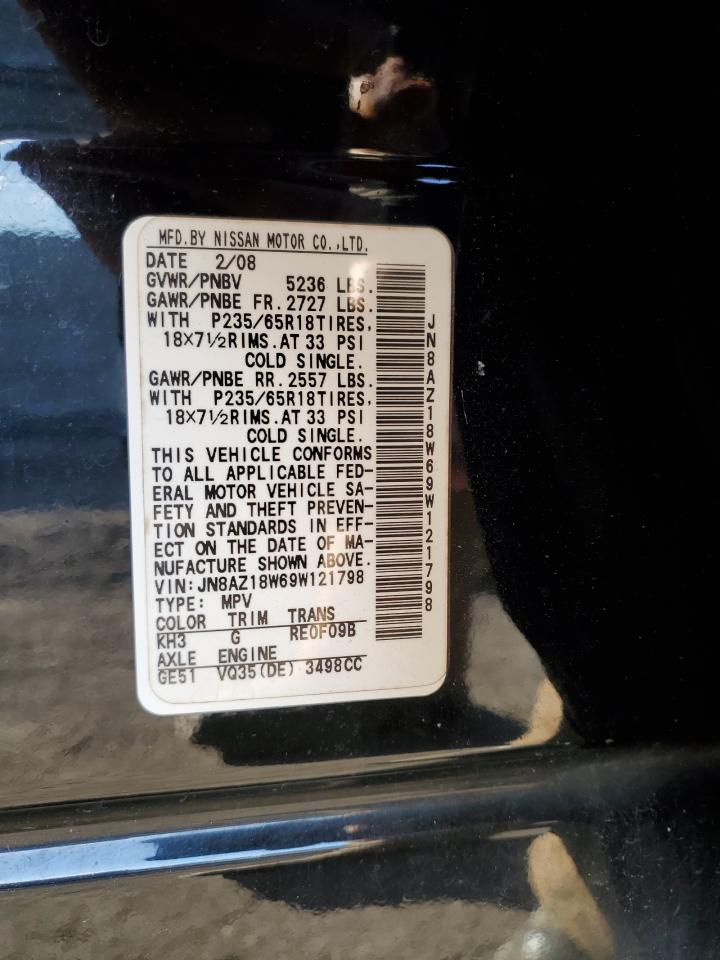 MFD.BY NISSAN MOTOR CO.,LTD.
DATE 2/08
GVWR/PNBV 5236 LBS.
GAWR/PNBE FR.2727 LBS.
WITH P235/65R18TIRES,
18×7½RIMS.AT 33 PSI
COLD SINGLE.
GAWR/PNBE RR.2557 LBS.
WITH P235/65R18TIRES,
18×7½RIMS.AT 33 PSI
COLD SINGLE.
THIS VEHICLE CONFORMS
TO ALL APPLICABLE FED-
ERAL MOTOR VEHICLE SA-
FETY AND THEFT PREVEN-
TION STANDARDS IN EFF-
ECT ON THE DATE OF MA-
NUFACTURE SHOWN ABOVE.
VIN:JN8AZ18W69W121798
TYPE: MPV
COLOR TRIM TRANS
KH3 G RE0F09B
AXLE ENGINE
GE51 VQ35(DE) 3498CC
JN8AZ18W69W121798